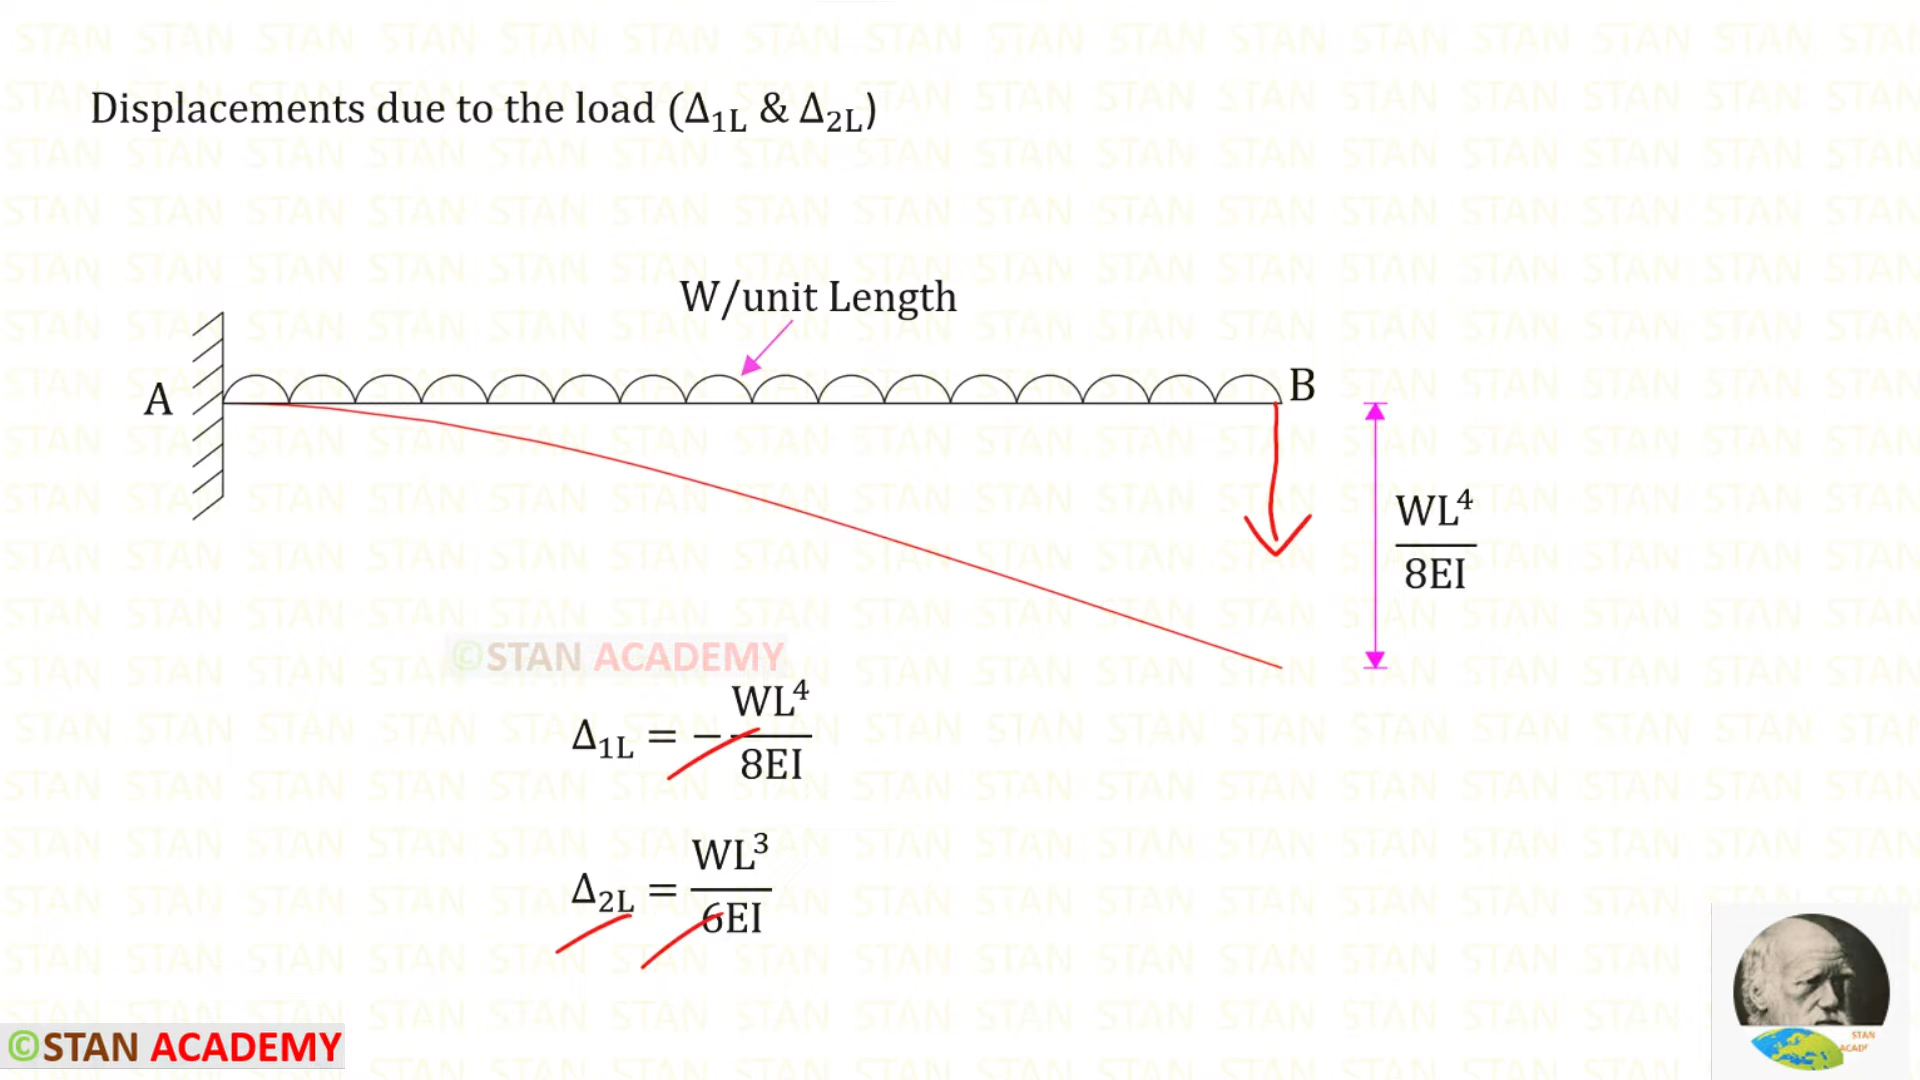 Displacements due to the load (Δ1L & Δ2L)
W/unit Length
A
B
WL⁴
8EI
©STAN ACADEMY
Δ1L = − WL⁴
8EI
Δ2L = WL³
6EI
©STAN ACADEMY
STAN